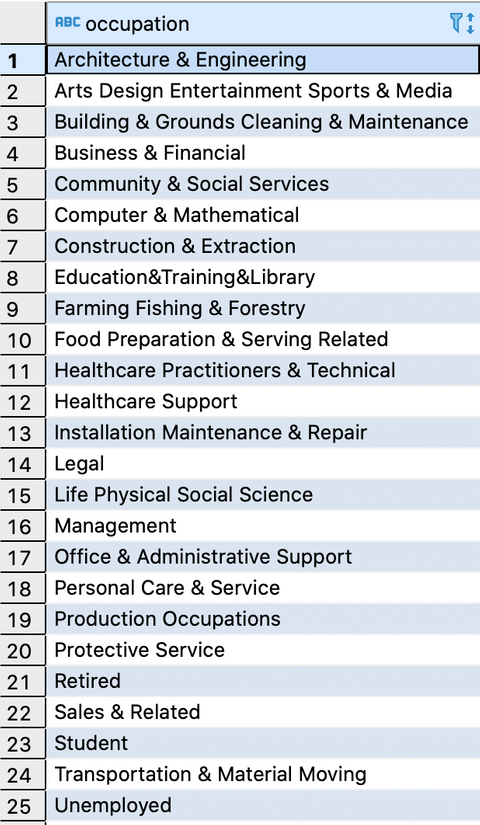 ABC occupation
1 Architecture & Engineering
2 Arts Design Entertainment Sports & Media
3 Building & Grounds Cleaning & Maintenance
4 Business & Financial
5 Community & Social Services
6 Computer & Mathematical
7 Construction & Extraction
8 Education&Training&Library
9 Farming Fishing & Forestry
10 Food Preparation & Serving Related
11 Healthcare Practitioners & Technical
12 Healthcare Support
13 Installation Maintenance & Repair
14 Legal
15 Life Physical Social Science
16 Management
17 Office & Administrative Support
18 Personal Care & Service
19 Production Occupations
20 Protective Service
21 Retired
22 Sales & Related
23 Student
24 Transportation & Material Moving
25 Unemployed